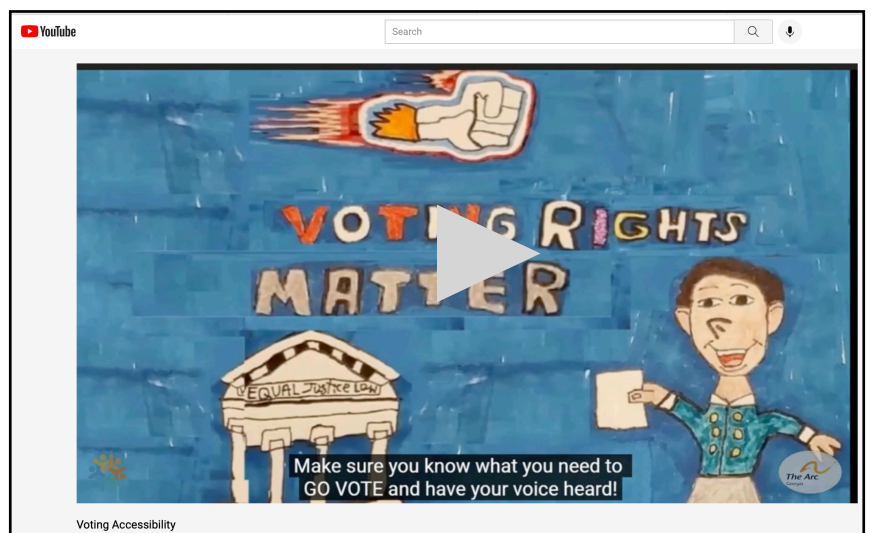 YouTube
Search
VOTING RIGHTS
MATTER
EQUAL JUSTICE LAW
Make sure you know what you need to
GO VOTE and have your voice heard!
The Arc
Georgia
Voting Accessibility